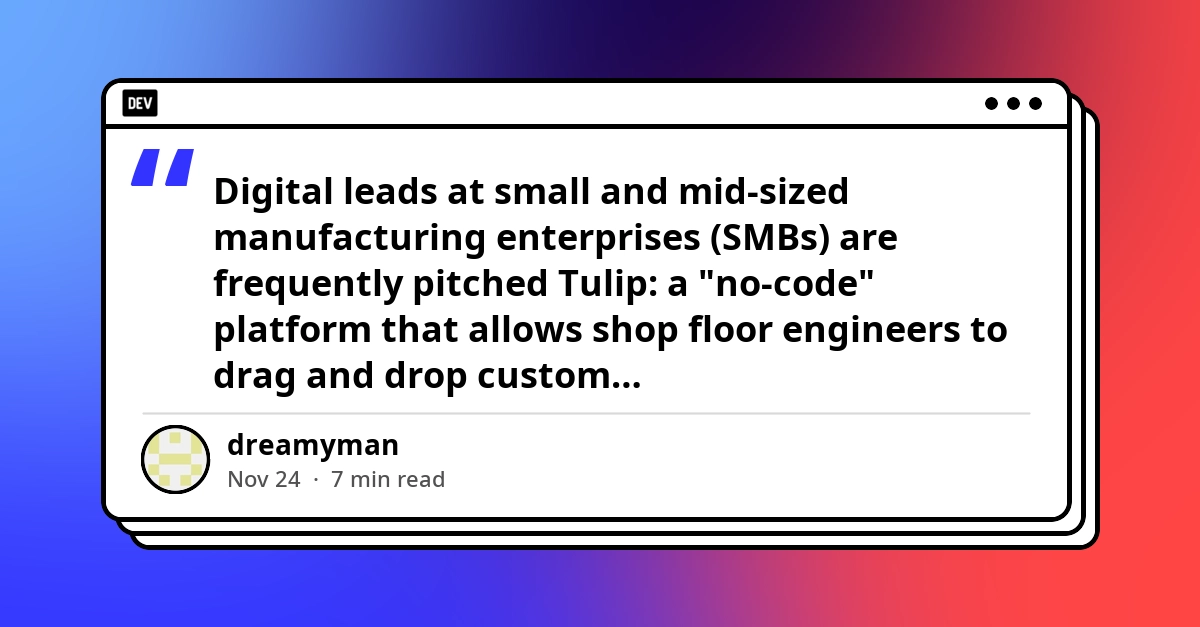 DEV
“
Digital leads at small and mid-sized
manufacturing enterprises (SMBs) are
frequently pitched Tulip: a "no-code"
platform that allows shop floor engineers to
drag and drop custom...
dreamyman
Nov 24 · 7 min read